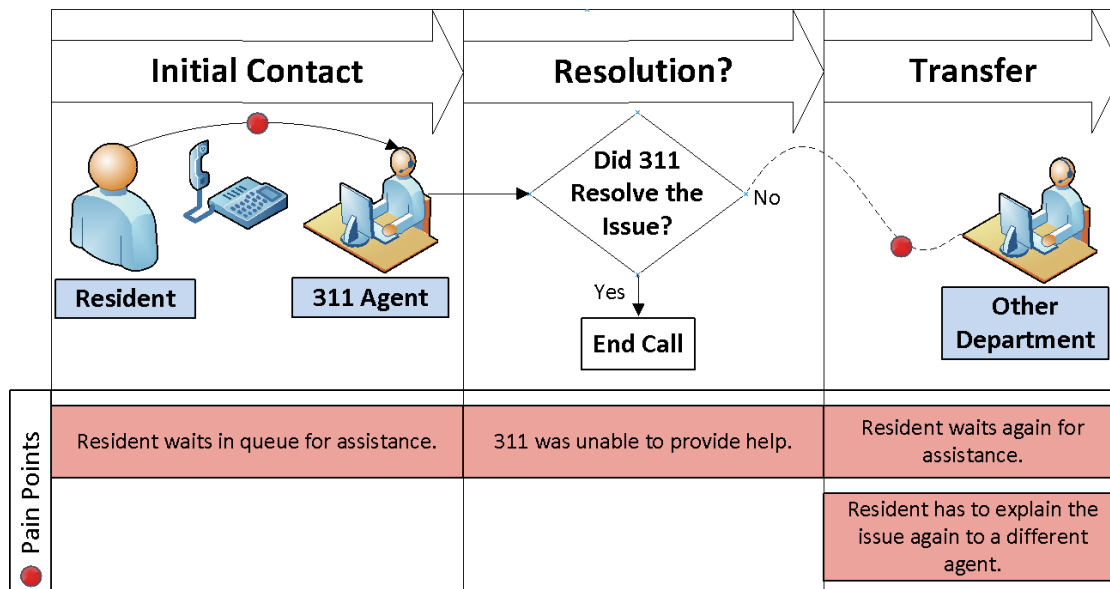 Initial Contact
Resolution?
Transfer
Did 311
Resolve the
Issue?
No
Yes
Resident
311 Agent
End Call
Other
Department
Pain Points
Resident waits in queue for assistance.
311 was unable to provide help.
Resident waits again for
assistance.
Resident has to explain the
issue again to a different
agent.